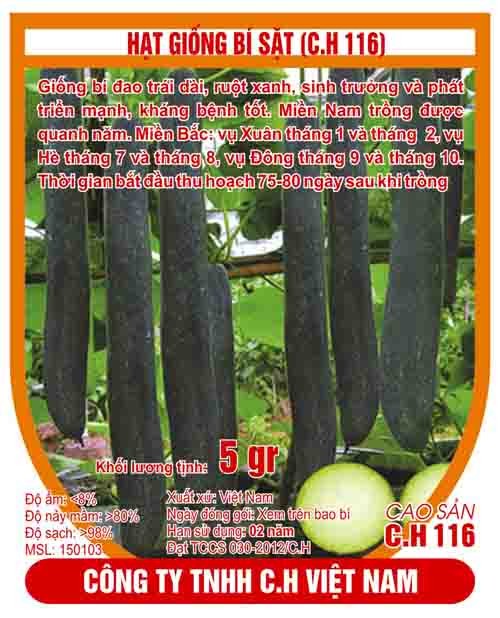 HẠT GIỐNG BÍ SẶT (C.H 116)
Giống bí đao trái dài, ruột xanh, sinh trưởng và phát
triển mạnh, kháng bệnh tốt. Miền Nam trồng được
quanh năm. Miền Bắc; vụ Xuân tháng 1 và tháng 2, vụ
Hè tháng 7 và tháng 8, vụ Đông tháng 9 và tháng 10.
Thời gian bắt đầu thu hoạch 75-80 ngày sau khi trồng
Khối lượng tịnh: 5 gr
Độ ẩm: <8%
Độ nảy mầm: >80%
Độ sạch: >98%
MSL: 150103
Xuất xứ: Việt Nam
Ngày đóng gói: Xem trên bao bì
Hạn sử dụng: 02 năm
Đạt TCCS 030-2012/C.H
CAO SẢN
C.H 116
CÔNG TY TNHH C.H VIỆT NAM